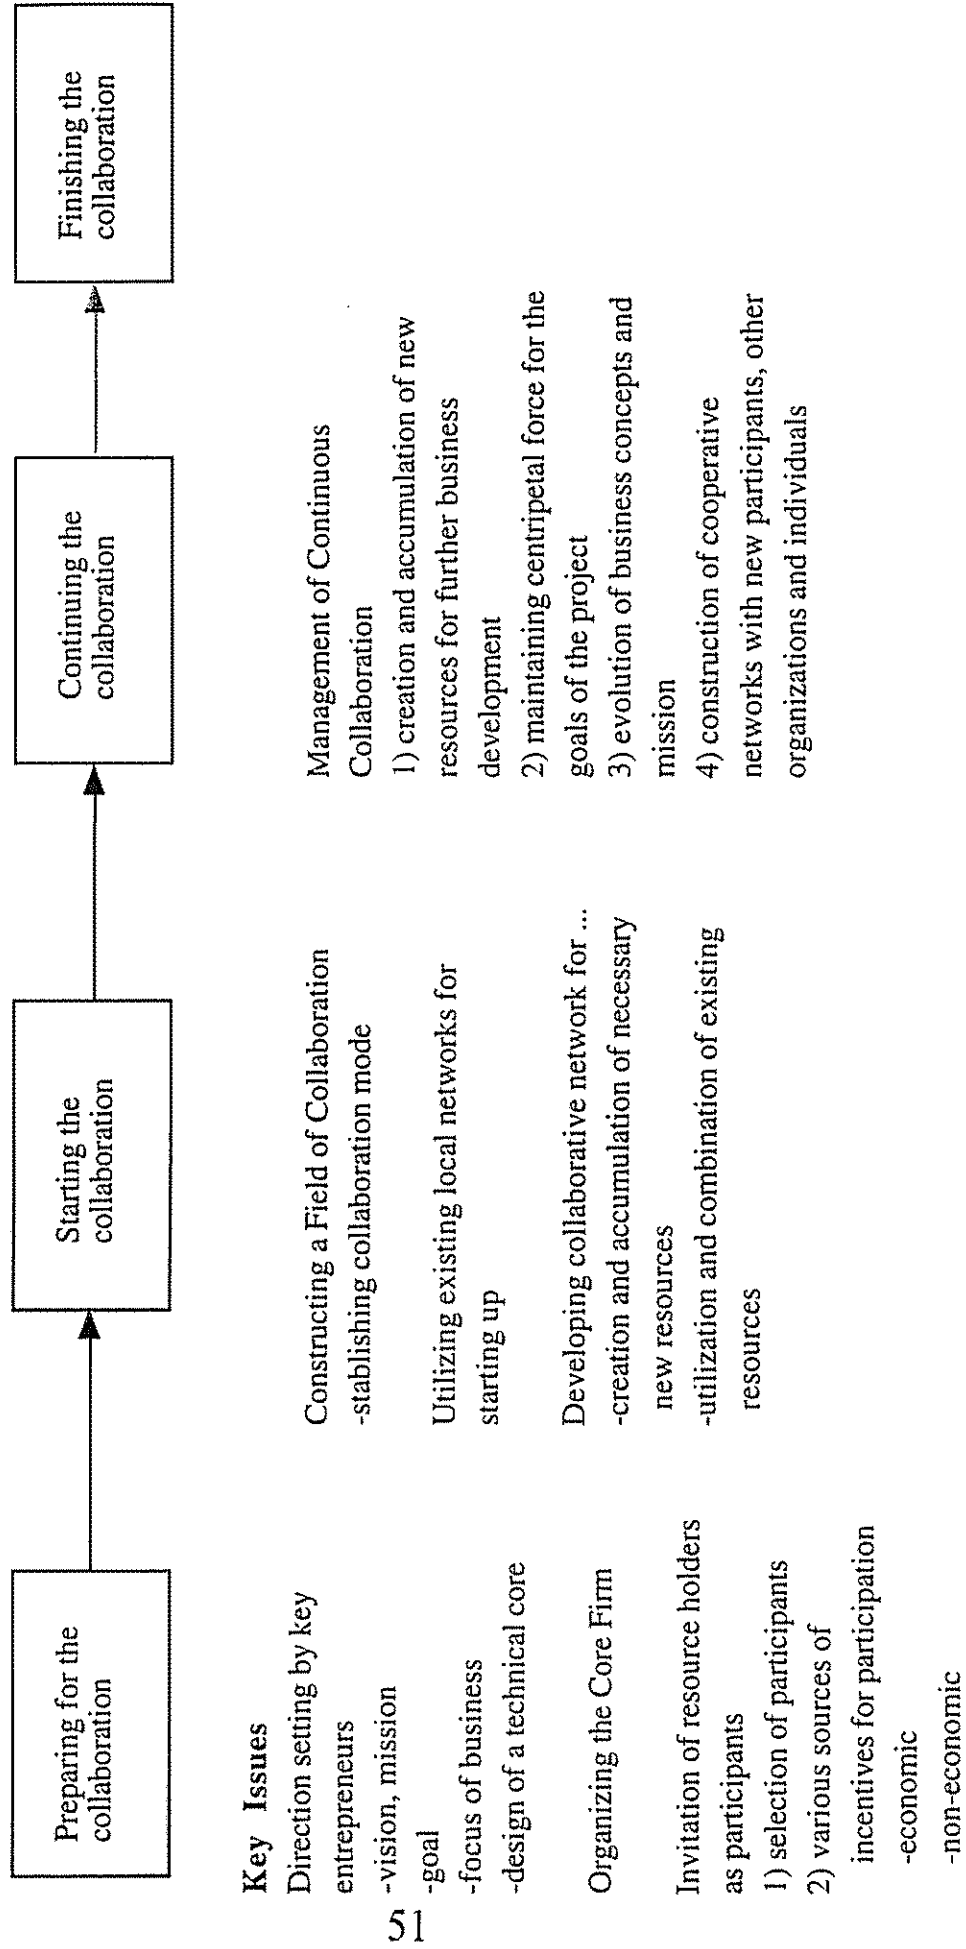 Preparing for the
collaboration
Starting the
collaboration
Continuing the
collaboration
Finishing the
collaboration
Key Issues
Direction setting by key
entrepreneurs
-vision, mission
-goal
-focus of business
-design of a technical core
Organizing the Core Firm
Invitation of resource holders
as participants
1) selection of participants
2) various sources of
incentives for participation
-economic
-non-economic
Constructing a Field of Collaboration
-stablishing collaboration mode
Utilizing existing local networks for
starting up
Developing collaborative network for ...
-creation and accumulation of necessary
new resources
-utilization and combination of existing
resources
Management of Continuous
Collaboration
1) creation and accumulation of new
resources for further business
development
2) maintaining centripetal force for the
goals of the project
3) evolution of business concepts and
mission
4) construction of cooperative
networks with new participants, other
organizations and individuals
51